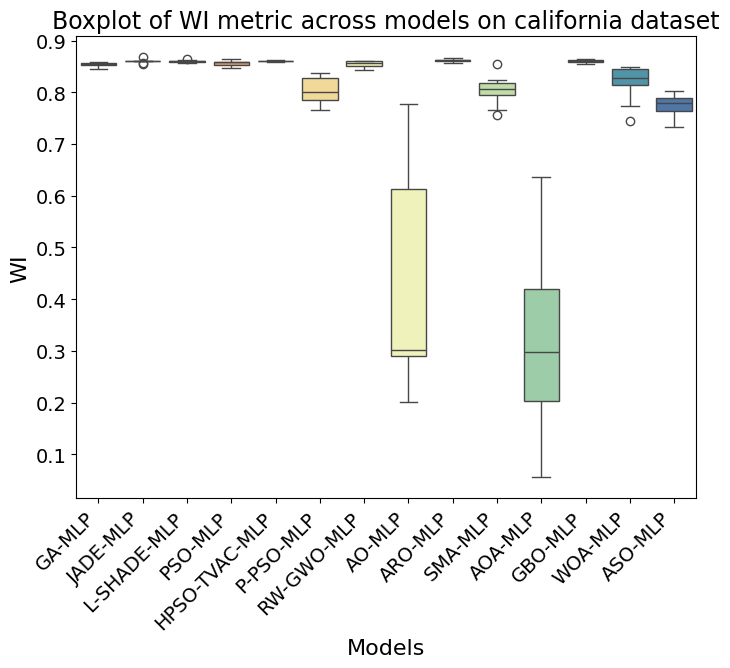 Boxplot of WI metric across models on california dataset
0.9
0.8
0.7
0.6
0.5
0.4
0.3
0.2
0.1
WI
GA-MLP
JADE-MLP
L-SHADE-MLP
PSO-MLP
HPSO-TVAC-MLP
P-PSO-MLP
RW-GWO-MLP
AO-MLP
ARO-MLP
SMA-MLP
AOA-MLP
GBO-MLP
WOA-MLP
ASO-MLP
Models